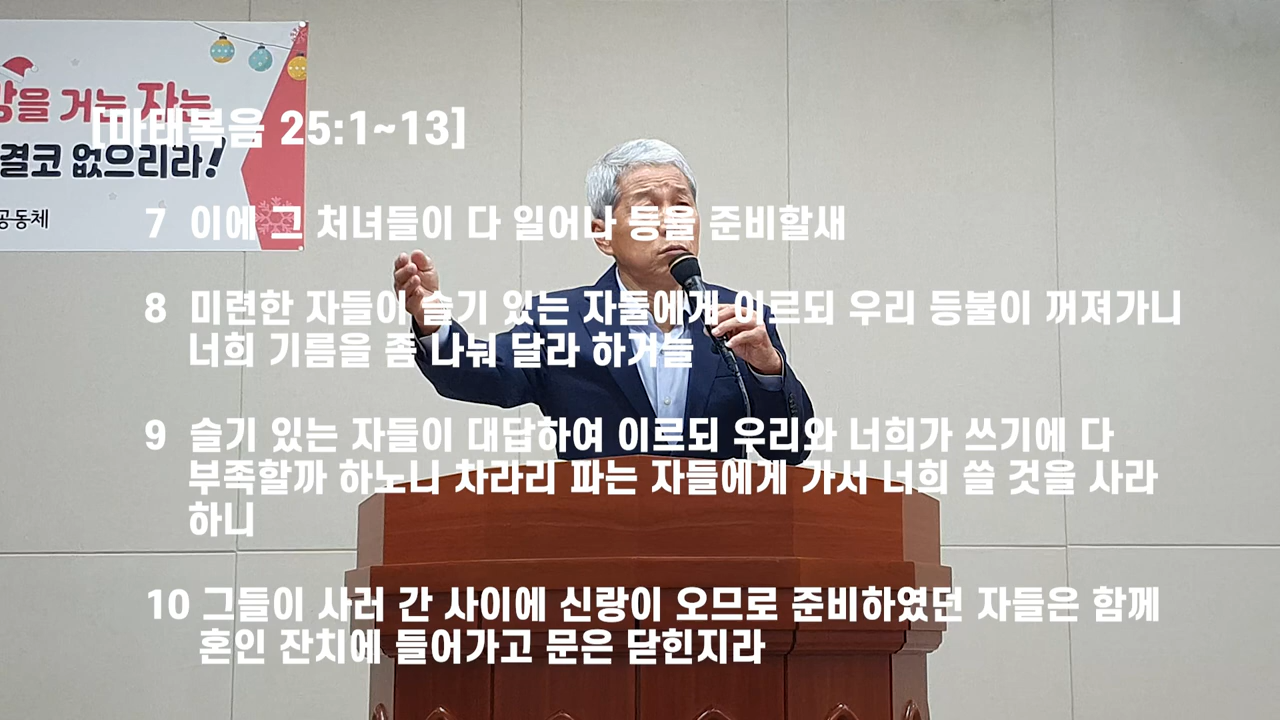 을 거는 자는
결코 없으리라!
공동체
[마태복음 25:1~13]
7 이에 그 처녀들이 다 일어나 등을 준비할새
8 미련한 자들이 슬기 있는 자들에게 이르되 우리 등불이 꺼져가니
너희 기름을 좀 나눠 달라 하거늘
9 슬기 있는 자들이 대답하여 이르되 우리와 너희가 쓰기에 다
부족할까 하노니 차라리 파는 자들에게 가서 너희 쓸 것을 사라
하니
10 그들이 사러 간 사이에 신랑이 오므로 준비하였던 자들은 함께
혼인 잔치에 들어가고 문은 닫힌지라